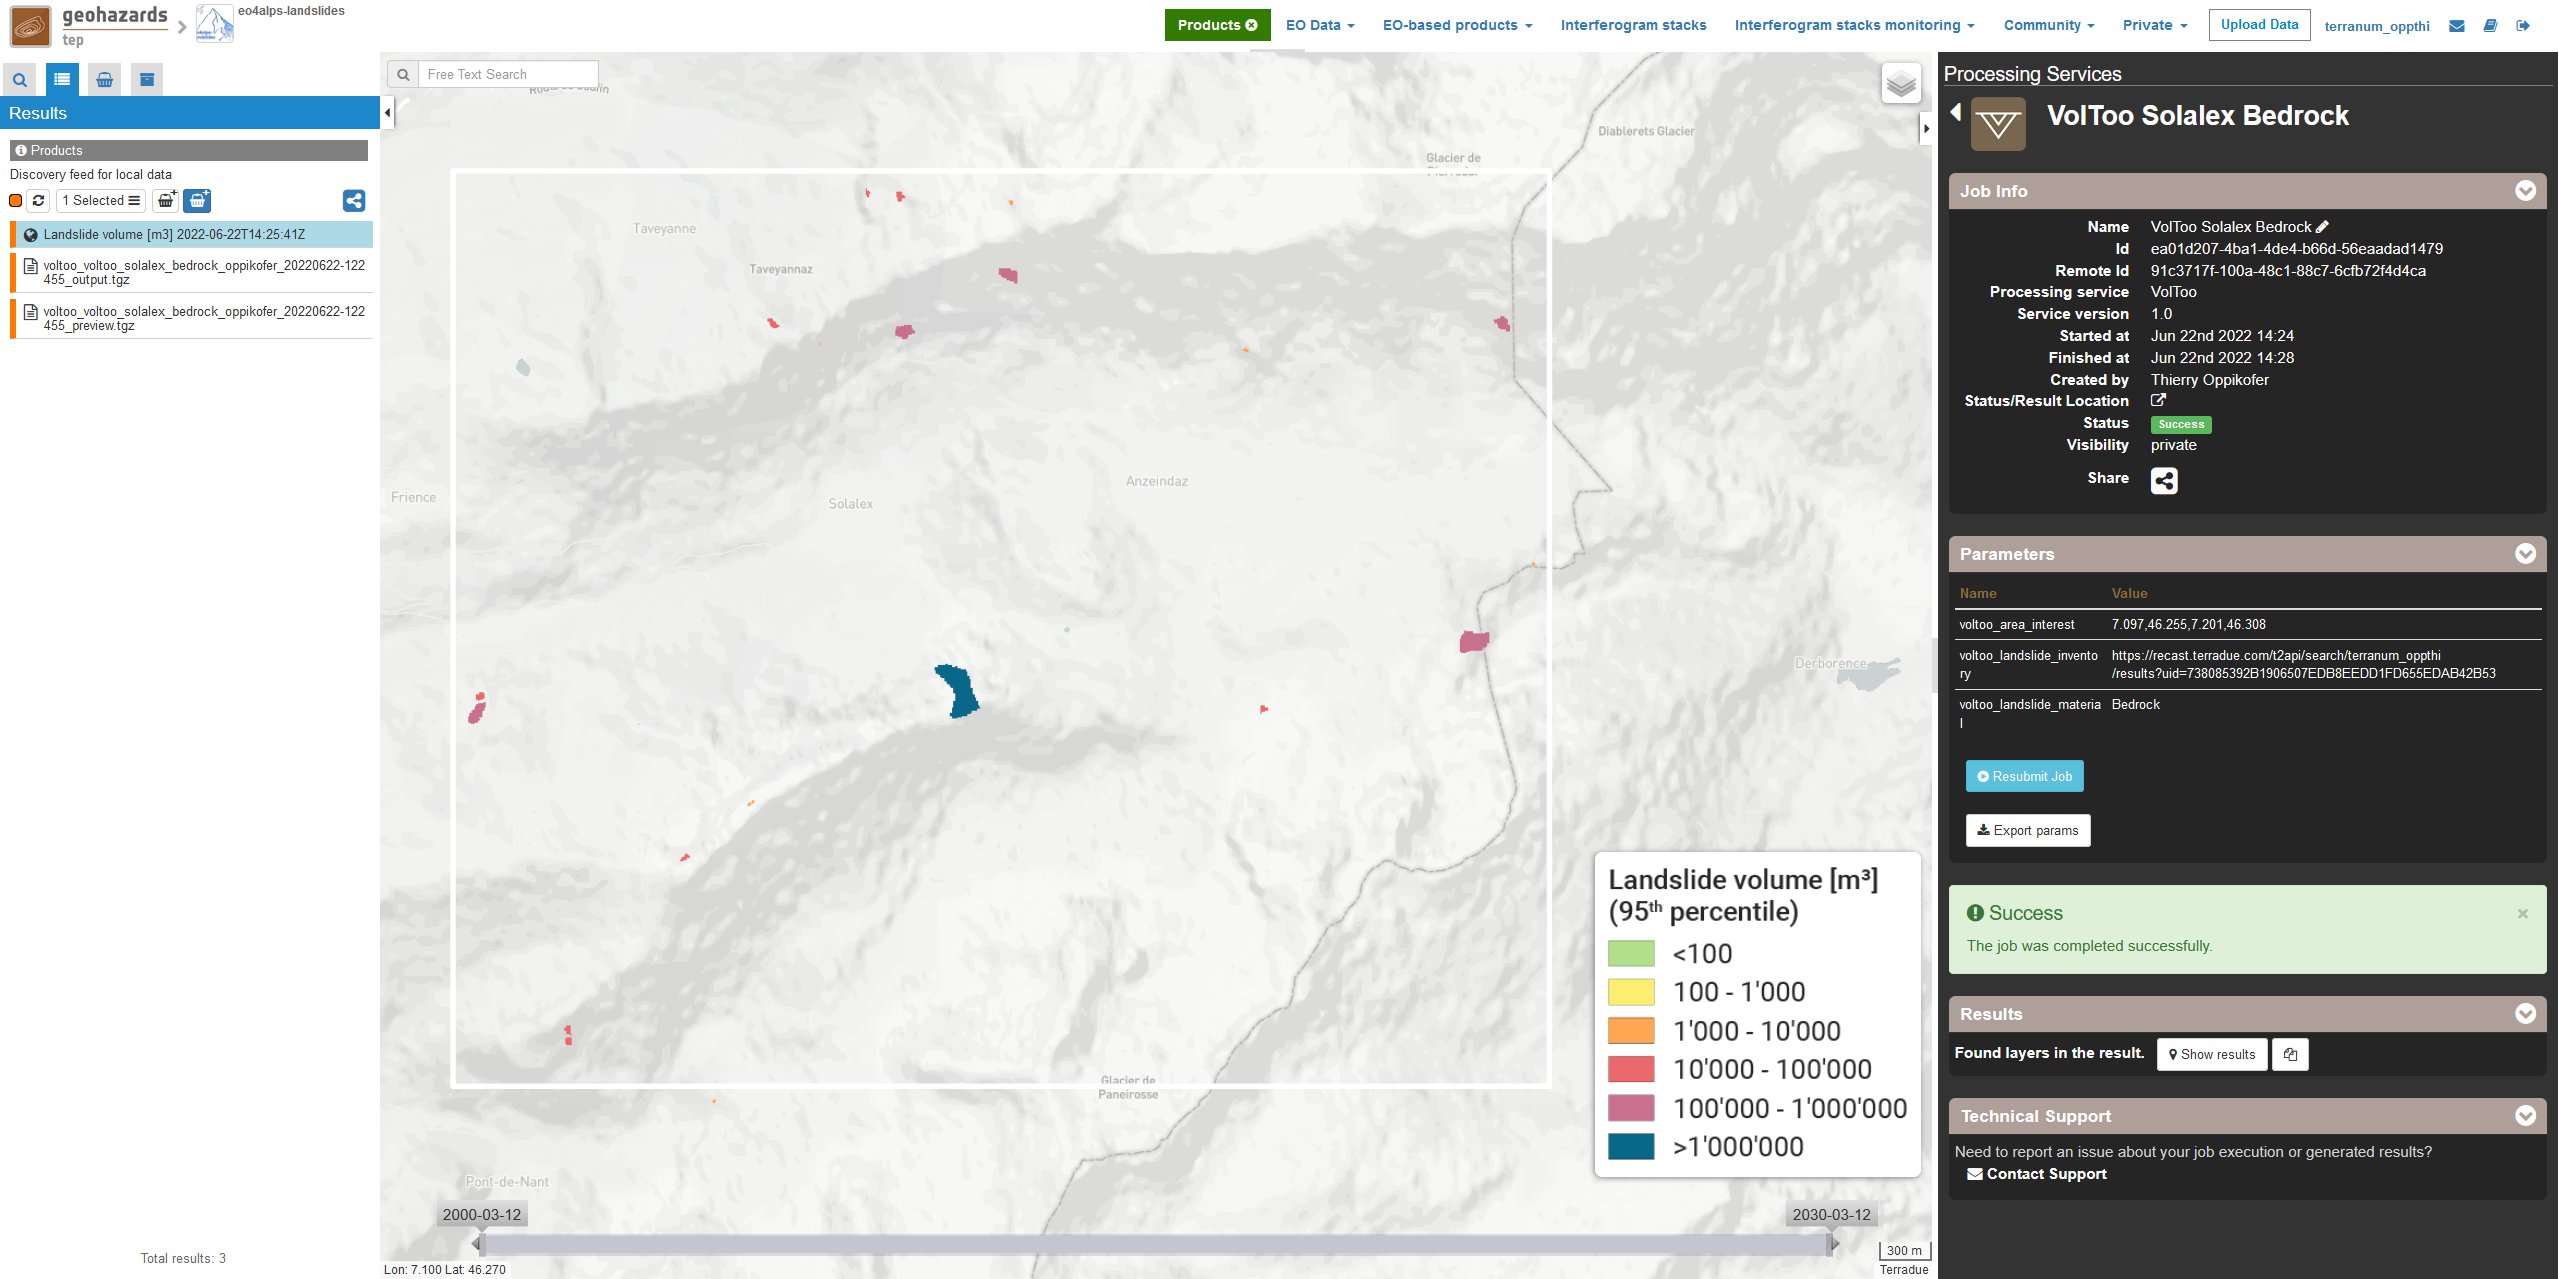 geohazards
tep
eo4alps-landslides
Products
EO Data
EO-based products
Interferogram stacks
Interferogram stacks monitoring
Community
Private
Upload Data
terranum_oppthi
Results
Products
Discovery feed for local data
1 Selected
Landslide volume [m3] 2022-06-22T14:25:41Z
voltoo_voltoo_solalex_bedrock_oppikofer_20220622-122
455_output.tgz
voltoo_voltoo_solalex_bedrock_oppikofer_20220622-122
455_preview.tgz
Total results: 3
Free Text Search
Diablerets Glacier
Glacier de
Taveyanne
Taveyannaz
Frience
Solalex
Anzeindaz
Derborence
Glacier de
Paneirosse
Pont-de-Nant
Landslide volume [m³]
(95th percentile)
<100
100 - 1'000
1'000 - 10'000
10'000 - 100'000
100'000 - 1'000'000
>1'000'000
2000-03-12
2030-03-12
300 m
Lon: 7.100 Lat: 46.270
Terradue
Processing Services
VolToo Solalex Bedrock
Job Info
Name VolToo Solalex Bedrock
Id ea01d207-4ba1-4de4-b66d-56eaadad1479
Remote Id 91c3717f-100a-48c1-88c7-6cfb72f4d4ca
Processing service VolToo
Service version 1.0
Started at Jun 22nd 2022 14:24
Finished at Jun 22nd 2022 14:28
Created by Thierry Oppikofer
Status/Result Location
Status Success
Visibility private
Share
Parameters
Name Value
voltoo_area_interest 7.097,46.255,7.201,46.308
voltoo_landslide_invento https://recast.terradue.com/t2api/search/terranum_oppthi
ry /results?uid=738085392B1906507EDB8EEDD1FD655EDAB42B53
voltoo_landslide_materia Bedrock
l
Resubmit Job
Export params
Success
The job was completed successfully.
Results
Found layers in the result. Show results
Technical Support
Need to report an issue about your job execution or generated results?
Contact Support